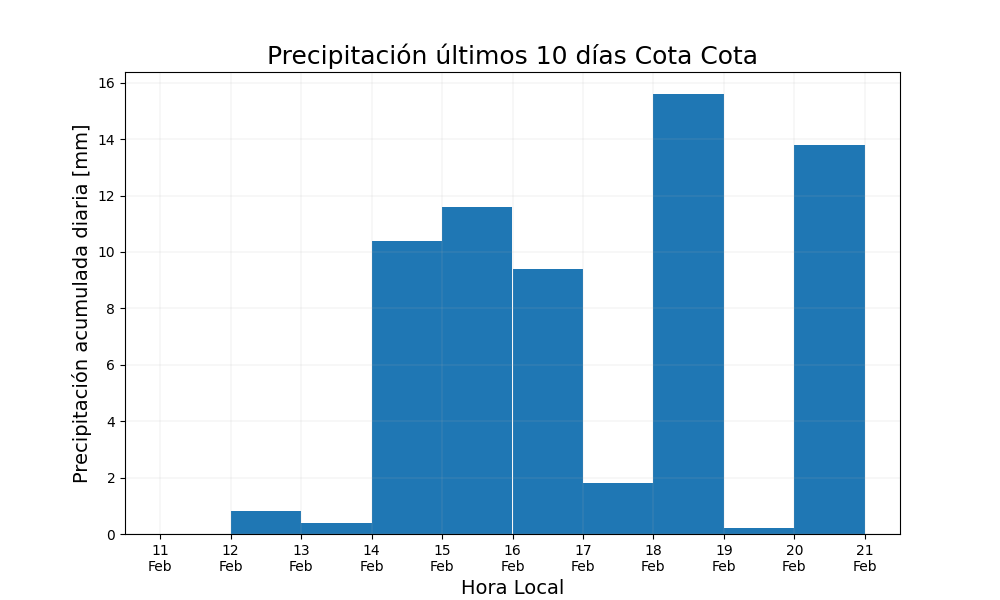 Precipitación últimos 10 días Cota Cota
Precipitación acumulada diaria [mm]
16
14
12
10
8
6
4
2
0
11 12 13 14 15 16 17 18 19 20 21
Feb Feb Feb Feb Feb Feb Feb Feb Feb Feb Feb
Hora Local